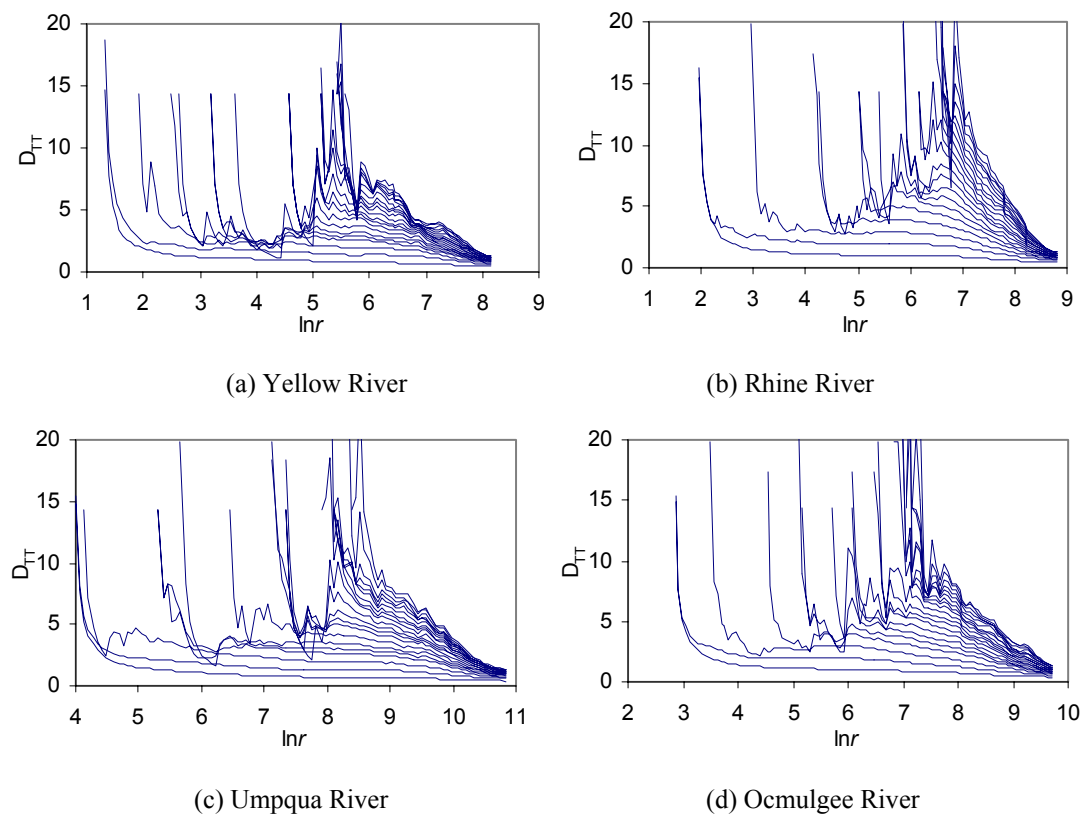 20
15
10
5
0
D_TT
1 2 3 4 5 6 7 8 9
lnr
(a) Yellow River
20
15
10
5
0
D_TT
1 2 3 4 5 6 7 8 9
lnr
(b) Rhine River
20
15
10
5
0
D_TT
4 5 6 7 8 9 10 11
lnr
(c) Umpqua River
20
15
10
5
0
D_TT
2 3 4 5 6 7 8 9 10
lnr
(d) Ocmulgee River